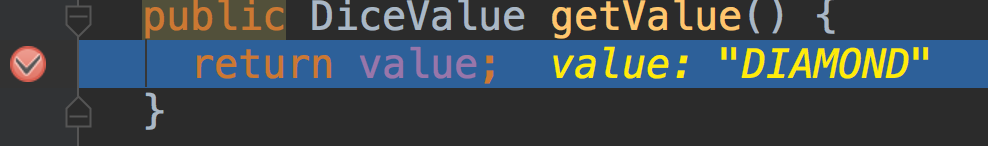 public DiceValue getValue() {
return value; value: "DIAMOND"
}